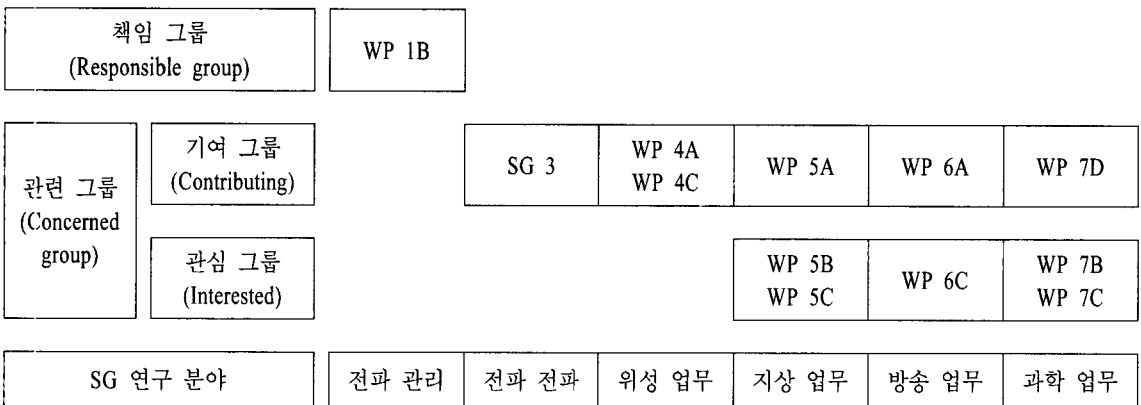 책임 그룹
(Responsible group)
WP 1B
관련 그룹
(Concerned
group)
기여 그룹
(Contributing)
SG 3
WP 4A
WP 4C
WP 5A
WP 6A
WP 7D
관심 그룹
(Interested)
WP 5B
WP 5C
WP 6C
WP 7B
WP 7C
SG 연구 분야
전파 관리
전파 전파
위성 업무
지상 업무
방송 업무
과학 업무